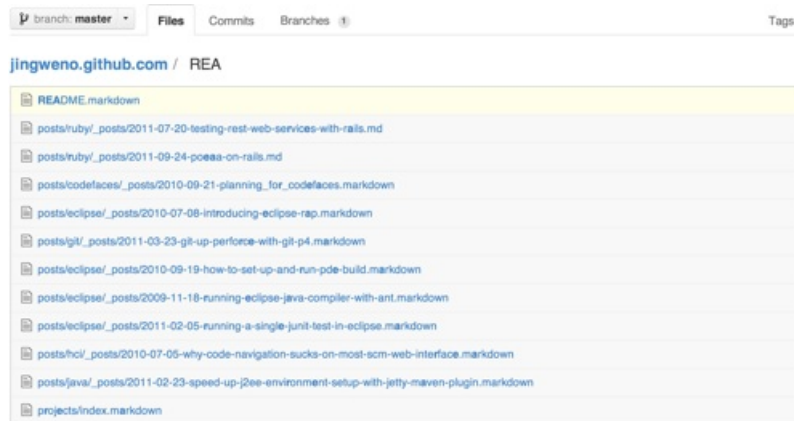 branch: master
Files
Commits
Branches 1
Tags
jingweno.github.com / REA
README.markdown
posts/ruby/_posts/2011-07-20-testing-rest-web-services-with-rails.md
posts/ruby/_posts/2011-09-24-poeaa-on-rails.md
posts/codefaces/_posts/2010-09-21-planning_for_codefaces.markdown
posts/eclipse/_posts/2010-07-08-introducing-eclipse-rap.markdown
posts/git/_posts/2011-03-23-git-up-perforce-with-git-p4.markdown
posts/eclipse/_posts/2010-09-19-how-to-set-up-and-run-pde-build.markdown
posts/eclipse/_posts/2009-11-18-running-eclipse-java-compiler-with-ant.markdown
posts/eclipse/_posts/2011-02-05-running-a-single-junit-test-in-eclipse.markdown
posts/hci/_posts/2010-07-05-why-code-navigation-sucks-on-most-scm-web-interface.markdown
posts/java/_posts/2011-02-23-speed-up-j2ee-environment-setup-with-jetty-maven-plugin.markdown
projects/index.markdown